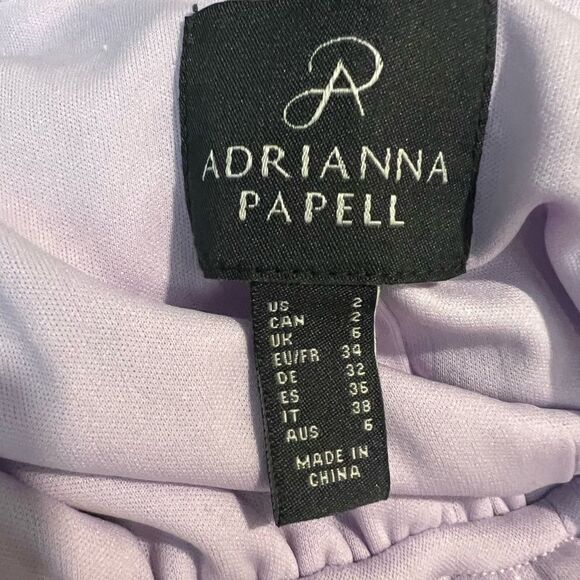 AP
ADRIANNA
PAPELL
US 2
CAN 2
UK 6
EU/FR 34
DE 32
ES 36
IT 38
AUS 6
MADE IN
CHINA